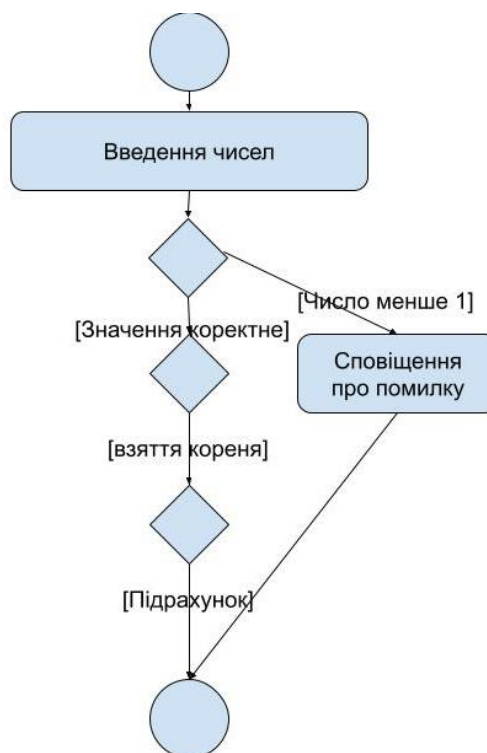 Введення чисел
[Число менше 1]
[Значення коректне]
Сповіщення
про помилку
[взяття кореня]
[Підрахунок]